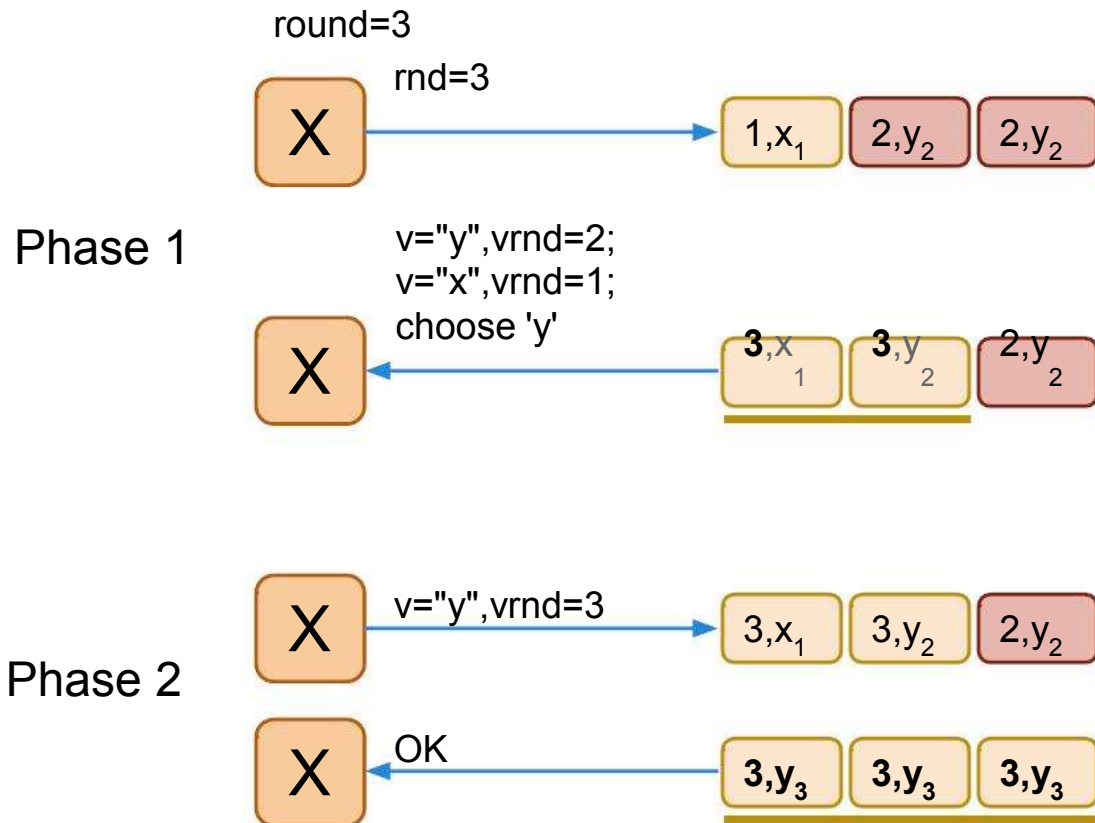 round=3
rnd=3
X
1,x₁
2,y₂
2,y₂
Phase 1
v="y",vrnd=2;
v="x",vrnd=1;
choose 'y'
X
3,x₁
3,y₂
2,y₂
Phase 2
X
v="y",vrnd=3
3,x₁
3,y₂
2,y₂
X
OK
3,y₃
3,y₃
3,y₃